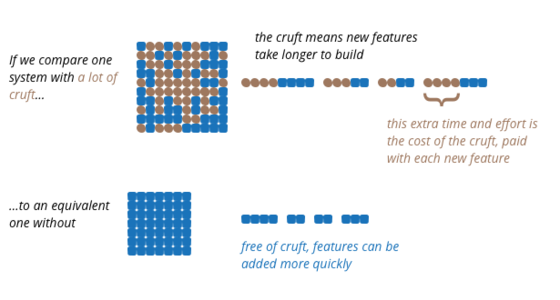 If we compare one
system with a lot of
cruft...
the cruft means new features
take longer to build
this extra time and effort is
the cost of the cruft, paid
with each new feature
...to an equivalent
one without
free of cruft, features can be
added more quickly